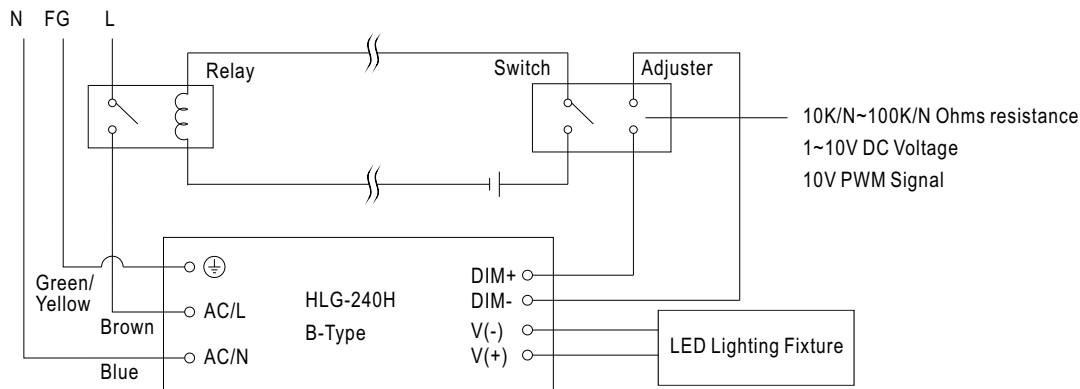 N FG L
Relay
Switch
Adjuster
10K/N~100K/N Ohms resistance
1~10V DC Voltage
10V PWM Signal
Green/
Yellow
Brown
Blue
AC/L
AC/N
HLG-240H
B-Type
DIM+
DIM-
V(-)
V(+)
LED Lighting Fixture